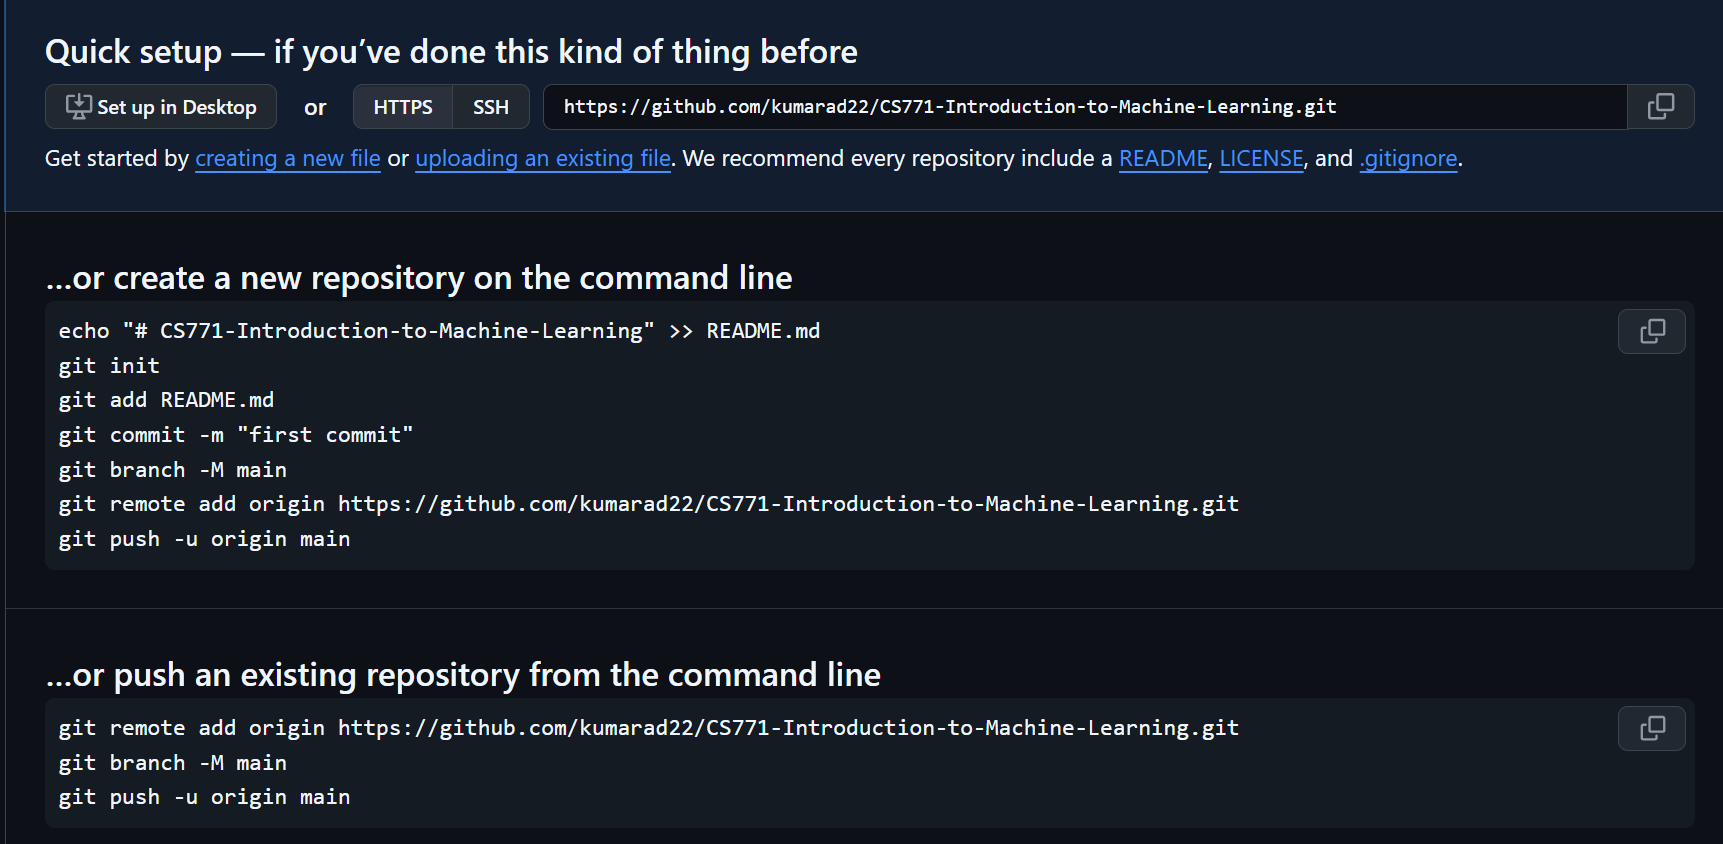 Quick setup — if you’ve done this kind of thing before
Set up in Desktop or HTTPS SSH https://github.com/kumarad22/CS771-Introduction-to-Machine-Learning.git
Get started by creating a new file or uploading an existing file. We recommend every repository include a README, LICENSE, and .gitignore.
…or create a new repository on the command line
echo "# CS771-Introduction-to-Machine-Learning" >> README.md
git init
git add README.md
git commit -m "first commit"
git branch -M main
git remote add origin https://github.com/kumarad22/CS771-Introduction-to-Machine-Learning.git
git push -u origin main
…or push an existing repository from the command line
git remote add origin https://github.com/kumarad22/CS771-Introduction-to-Machine-Learning.git
git branch -M main
git push -u origin main